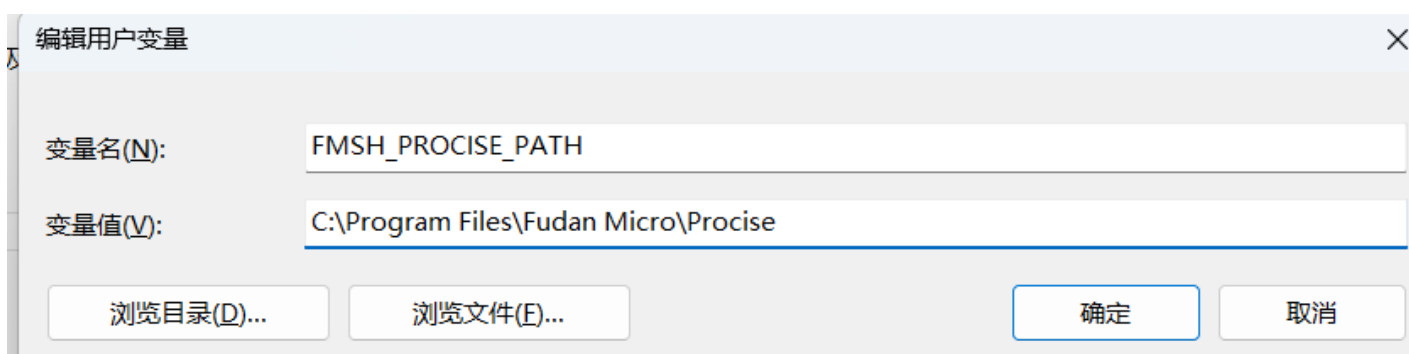 编辑用户变量
变量名(N): FMSH_PROCISE_PATH
变量值(V): C:\Program Files\Fudan Micro\Procise
浏览目录(D)... 浏览文件(F)... 确定 取消